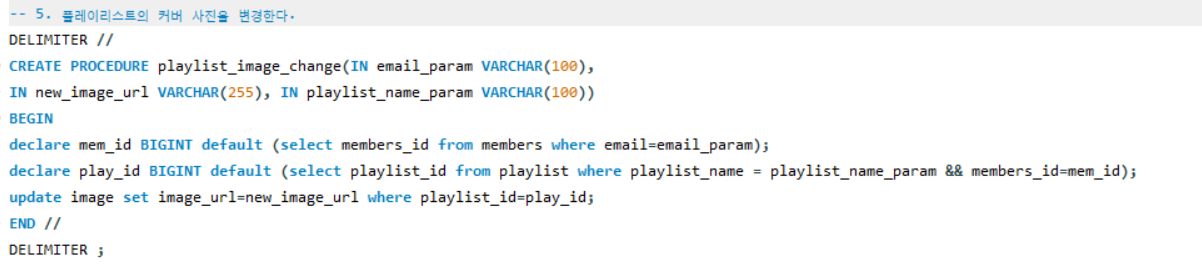 -- 5. 플레이리스트의 커버 사진을 변경한다.
DELIMITER //
CREATE PROCEDURE playlist_image_change(IN email_param VARCHAR(100),
IN new_image_url VARCHAR(255), IN playlist_name_param VARCHAR(100))
BEGIN
declare mem_id BIGINT default (select members_id from members where email=email_param);
declare play_id BIGINT default (select playlist_id from playlist where playlist_name = playlist_name_param && members_id=mem_id);
update image set image_url=new_image_url where playlist_id=play_id;
END //
DELIMITER ;